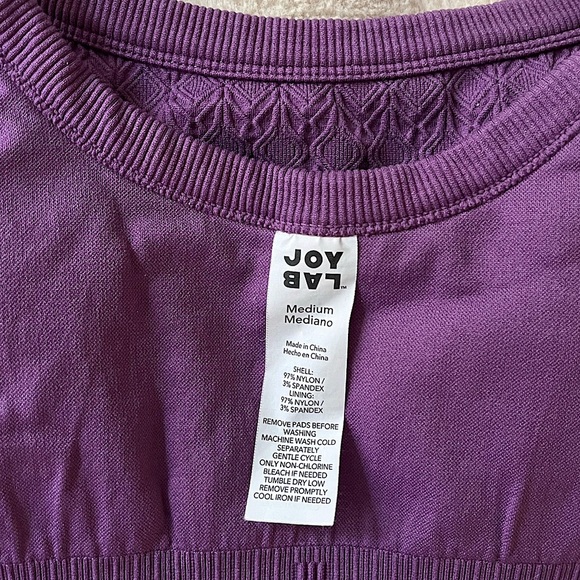 JOY
LAB™
Medium
Mediano
Made in China
Hecho en China
SHELL:
97% NYLON /
3% SPANDEX
LINING:
97% NYLON /
3% SPANDEX
REMOVE PADS BEFORE
WASHING
MACHINE WASH COLD
SEPARATELY
GENTLE CYCLE
ONLY NON-CHLORINE
BLEACH IF NEEDED
TUMBLE DRY LOW
REMOVE PROMPTLY
COOL IRON IF NEEDED